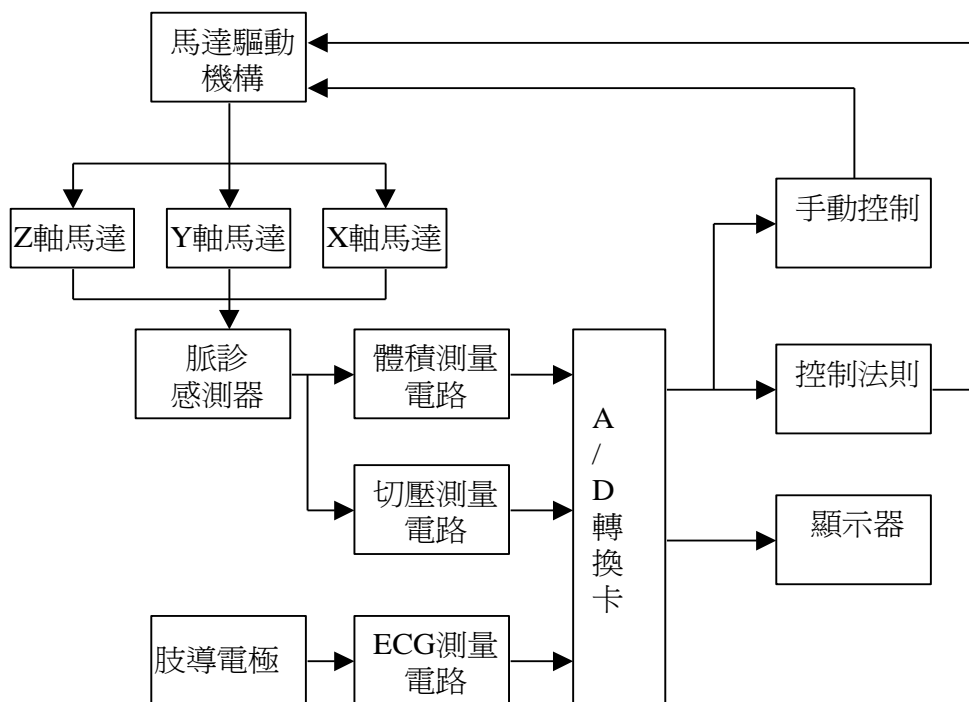 馬達驅動
機構
Z軸馬達
Y軸馬達
X軸馬達
手動控制
脈診
感測器
體積測量
電路
控制法則
切壓測量
電路
A
/
D
轉
換
卡
顯示器
肢導電極
ECG測量
電路